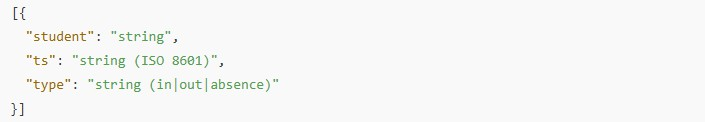 [{
  "student": "string",
  "ts": "string (ISO 8601)",
  "type": "string (in|out|absence)"
}]